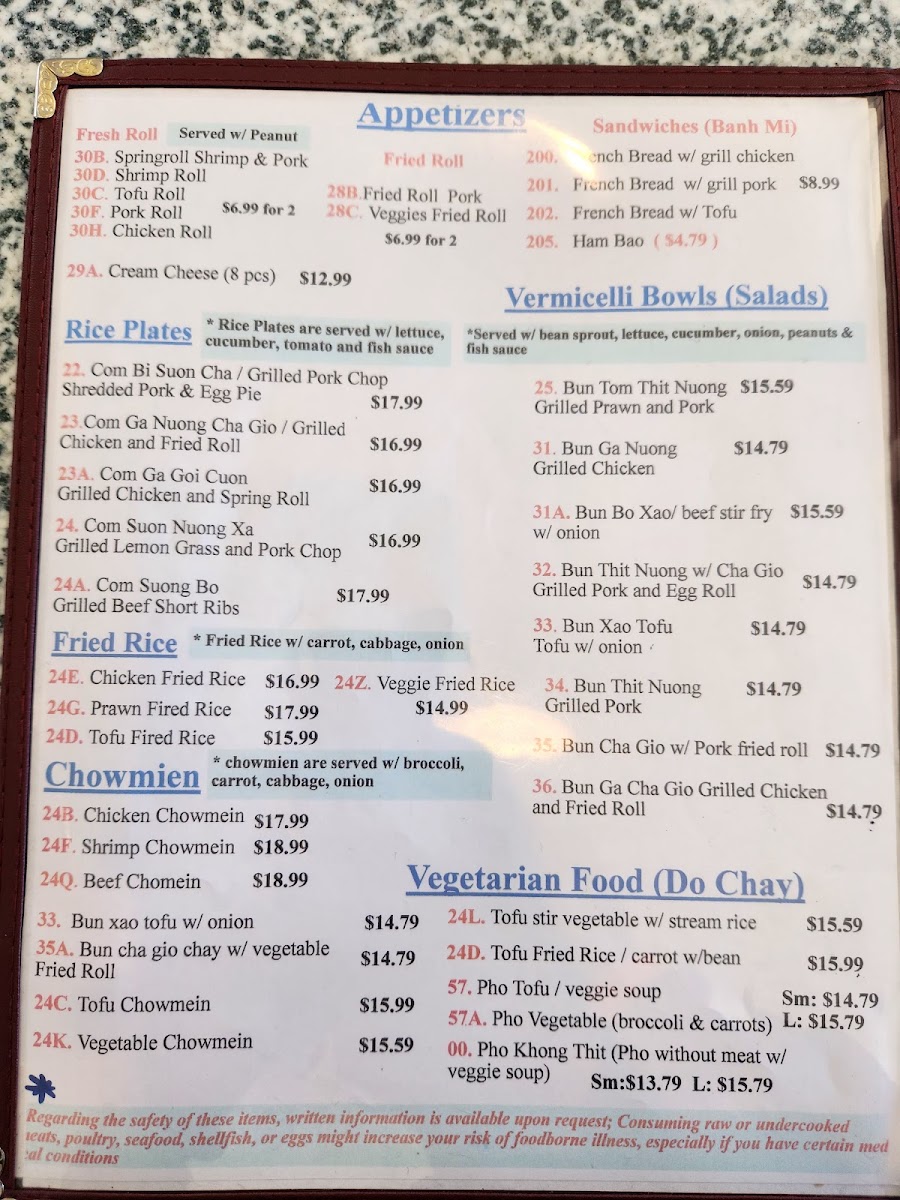 Appetizers
Fresh Roll Served w/ Peanut
30B. Springroll Shrimp & Pork
30D. Shrimp Roll
30C. Tofu Roll
30F. Pork Roll $6.99 for 2
30H. Chicken Roll
Fried Roll
28B. Fried Roll Pork
28C. Veggies Fried Roll
$6.99 for 2
Sandwiches (Banh Mi)
200. French Bread w/ grill chicken
201. French Bread w/ grill pork $8.99
202. French Bread w/ Tofu
205. Ham Bao ( $4.79 )
29A. Cream Cheese (8 pcs) $12.99
Rice Plates * Rice Plates are served w/ lettuce,
cucumber, tomato and fish sauce
22. Com Bi Suon Cha / Grilled Pork Chop
Shredded Pork & Egg Pie $17.99
23.Com Ga Nuong Cha Gio / Grilled
Chicken and Fried Roll $16.99
23A. Com Ga Goi Cuon
Grilled Chicken and Spring Roll $16.99
24. Com Suon Nuong Xa
Grilled Lemon Grass and Pork Chop $16.99
24A. Com Suong Bo
Grilled Beef Short Ribs $17.99
Fried Rice * Fried Rice w/ carrot, cabbage, onion
24E. Chicken Fried Rice $16.99 24Z. Veggie Fried Rice
24G. Prawn Fired Rice $17.99 $14.99
24D. Tofu Fired Rice $15.99
Chowmien * chowmien are served w/ broccoli,
carrot, cabbage, onion
24B. Chicken Chowmein $17.99
24F. Shrimp Chowmein $18.99
24Q. Beef Chomein $18.99
Vermicelli Bowls (Salads)
*Served w/ bean sprout, lettuce, cucumber, onion, peanuts &
fish sauce
25. Bun Tom Thit Nuong $15.59
Grilled Prawn and Pork
31. Bun Ga Nuong $14.79
Grilled Chicken
31A. Bun Bo Xao/ beef stir fry $15.59
w/ onion
32. Bun Thit Nuong w/ Cha Gio
Grilled Pork and Egg Roll $14.79
33. Bun Xao Tofu $14.79
Tofu w/ onion
34. Bun Thit Nuong $14.79
Grilled Pork
35. Bun Cha Gio w/ Pork fried roll $14.79
36. Bun Ga Cha Gio Grilled Chicken
and Fried Roll $14.79
Vegetarian Food (Do Chay)
33. Bun xao tofu w/ onion $14.79
35A. Bun cha gio chay w/ vegetable
Fried Roll $14.79
24C. Tofu Chowmein $15.99
24K. Vegetable Chowmein $15.59
24L. Tofu stir vegetable w/ stream rice $15.59
24D. Tofu Fried Rice / carrot w/bean $15.99
57. Pho Tofu / veggie soup Sm: $14.79
57A. Pho Vegetable (broccoli & carrots) L: $15.79
00. Pho Khong Thit (Pho without meat w/
veggie soup) Sm:$13.79 L: $15.79
Regarding the safety of these items, written information is available upon request; Consuming raw or undercooked
meats, poultry, seafood, shellfish, or eggs might increase your risk of foodborne illness, especially if you have certain med
cal conditions